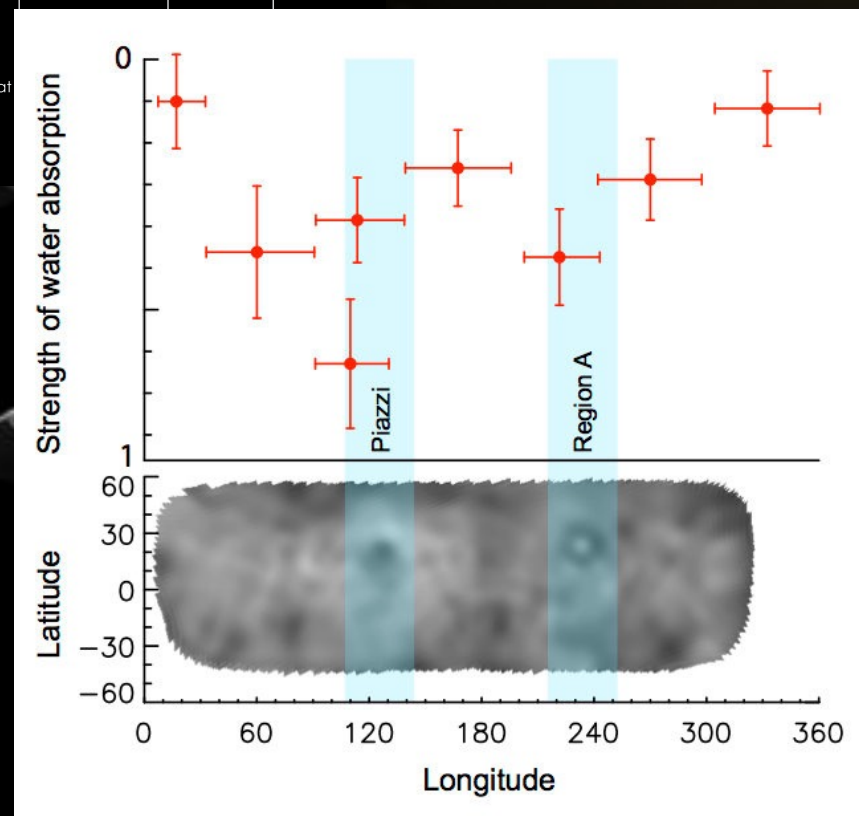 at
0
Strength of water absorption
Piazzi
Region A
1
60
30
0
−30
−60
Latitude
0 60 120 180 240 300 360
Longitude